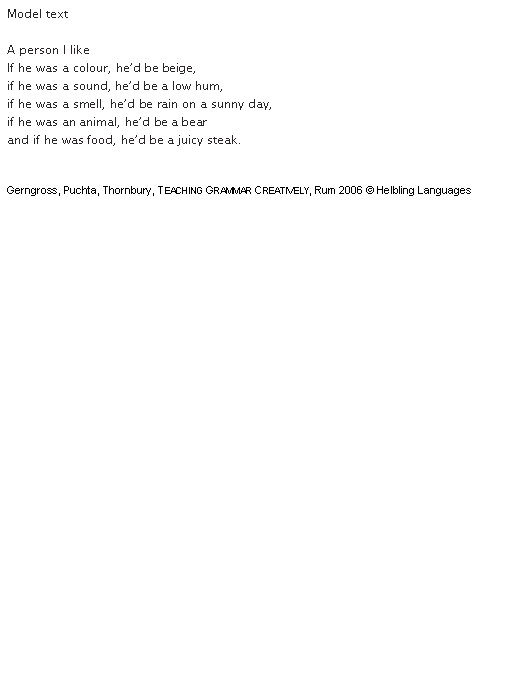 Model text
A person I like
If he was a colour, he'd be beige,
if he was a sound, he'd be a low hum,
if he was a smell, he'd be rain on a sunny day,
if he was an animal, he'd be a bear
and if he was food, he'd be a juicy steak.
Gerngross, Puchta, Thornbury, TEACHING GRAMMAR CREATIVELY, Rum 2006 © Helbling Languages